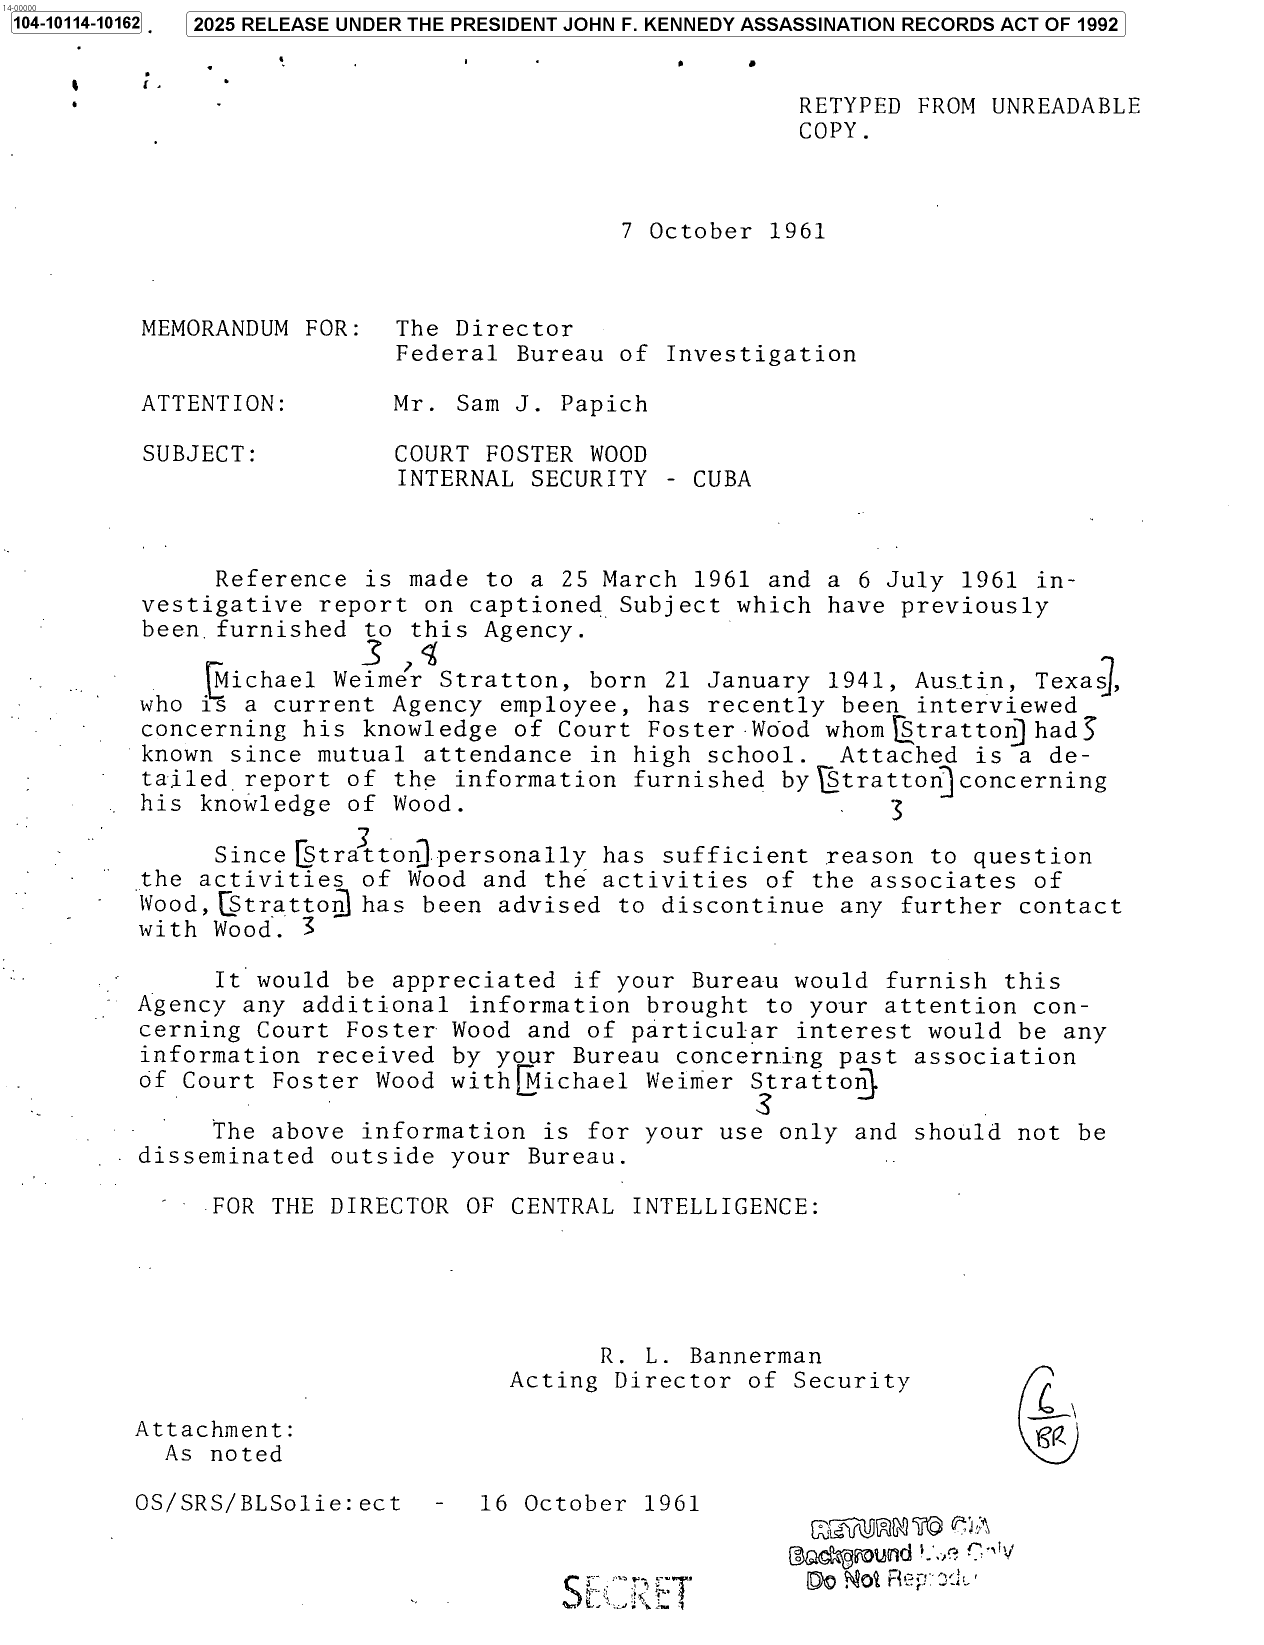 14-00000
104-10114-10162
2025 RELEASE UNDER THE PRESIDENT JOHN F. KENNEDY ASSASSINATION RECORDS ACT OF 1992
RETYPED FROM UNREADABLE
COPY.
7 October 1961
MEMORANDUM FOR: The Director
Federal Bureau of Investigation
ATTENTION: Mr. Sam J. Papich
SUBJECT: COURT FOSTER WOOD
INTERNAL SECURITY - CUBA
Reference is made to a 25 March 1961 and a 6 July 1961 in-
vestigative report on captioned Subject which have previously
been furnished to this Agency.
3, 8
[Michael Weimer Stratton, born 21 January 1941, Austin, Texas],
who is a current Agency employee, has recently been interviewed
concerning his knowledge of Court Foster Wood whom [Stratton] had 3
known since mutual attendance in high school. Attached is a de-
tailed report of the information furnished by [Stratton] concerning
his knowledge of Wood. 3
3
Since [Stratton] personally has sufficient reason to question
the activities of Wood and the activities of the associates of
Wood, [Stratton] has been advised to discontinue any further contact
with Wood. 3
It would be appreciated if your Bureau would furnish this
Agency any additional information brought to your attention con-
cerning Court Foster Wood and of particular interest would be any
information received by your Bureau concerning past association
of Court Foster Wood with [Michael Weimer Stratton].
3
The above information is for your use only and should not be
disseminated outside your Bureau.
FOR THE DIRECTOR OF CENTRAL INTELLIGENCE:
R. L. Bannerman
Acting Director of Security
6
BR
Attachment:
As noted
OS/SRS/BLSolie:ect - 16 October 1961
RETURN TO CIA
Background Use Only
Do Not
SECRET